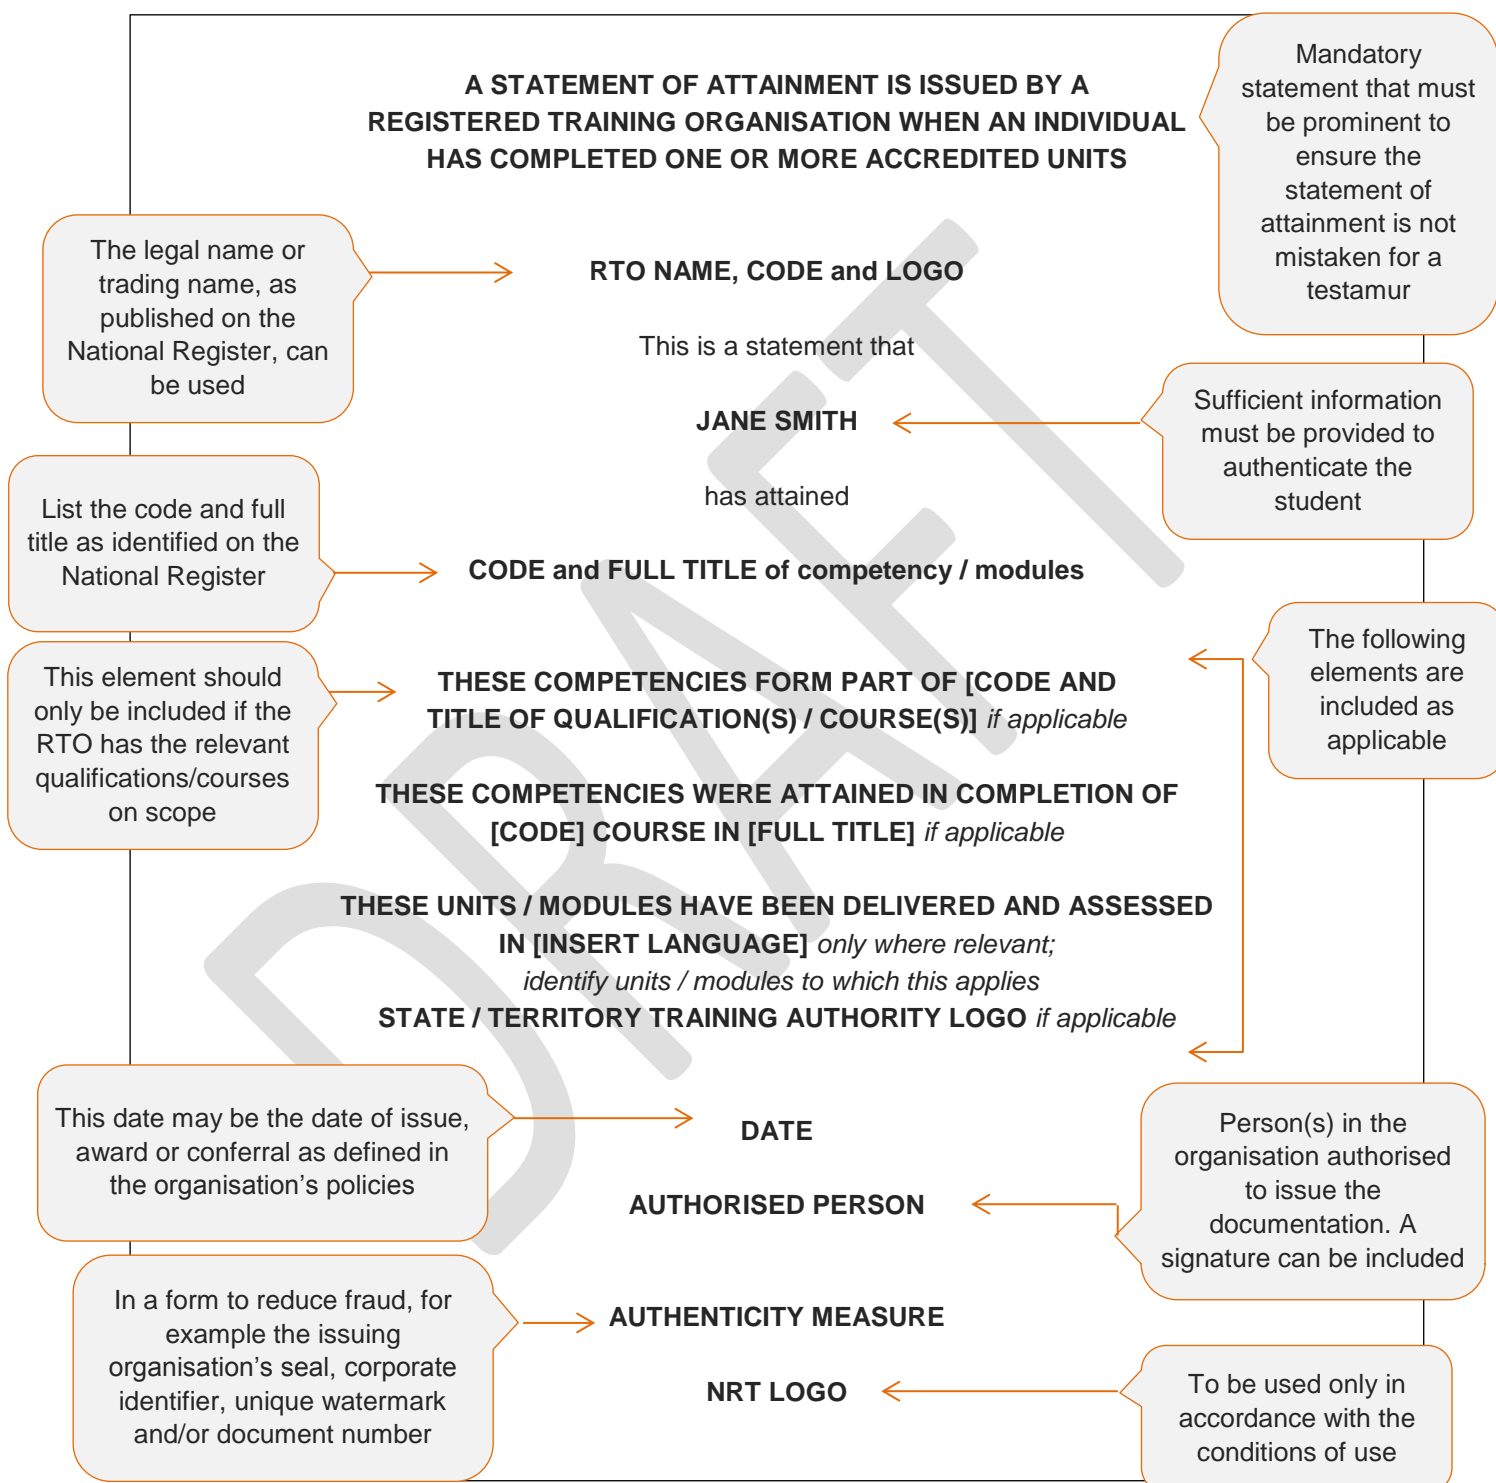 A STATEMENT OF ATTAINMENT IS ISSUED BY A
REGISTERED TRAINING ORGANISATION WHEN AN INDIVIDUAL
HAS COMPLETED ONE OR MORE ACCREDITED UNITS
Mandatory
statement that must
be prominent to
ensure the
statement of
attainment is not
mistaken for a
testamur
The legal name or
trading name, as
published on the
National Register, can
be used
RTO NAME, CODE and LOGO
This is a statement that
JANE SMITH
Sufficient information
must be provided to
authenticate the
student
has attained
List the code and full
title as identified on the
National Register
CODE and FULL TITLE of competency / modules
The following
elements are
included as
applicable
This element should
only be included if the
RTO has the relevant
qualifications/courses
on scope
THESE COMPETENCIES FORM PART OF [CODE AND
TITLE OF QUALIFICATION(S) / COURSE(S)] if applicable
THESE COMPETENCIES WERE ATTAINED IN COMPLETION OF
[CODE] COURSE IN [FULL TITLE] if applicable
THESE UNITS / MODULES HAVE BEEN DELIVERED AND ASSESSED
IN [INSERT LANGUAGE] only where relevant;
identify units / modules to which this applies
STATE / TERRITORY TRAINING AUTHORITY LOGO if applicable
This date may be the date of issue,
award or conferral as defined in
the organisation's policies
DATE
Person(s) in the
organisation authorised
to issue the
documentation. A
signature can be included
AUTHORISED PERSON
In a form to reduce fraud, for
example the issuing
organisation's seal, corporate
identifier, unique watermark
and/or document number
AUTHENTICITY MEASURE
NRT LOGO
To be used only in
accordance with the
conditions of use
DRAFT